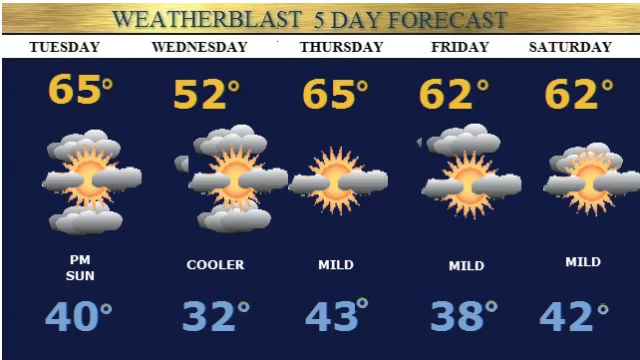 WEATHERBLAST 5 DAY FORECAST
TUESDAY WEDNESDAY THURSDAY FRIDAY SATURDAY
65° 52° 65° 62° 62°
PM
SUN COOLER MILD MILD MILD
40° 32° 43° 38° 42°